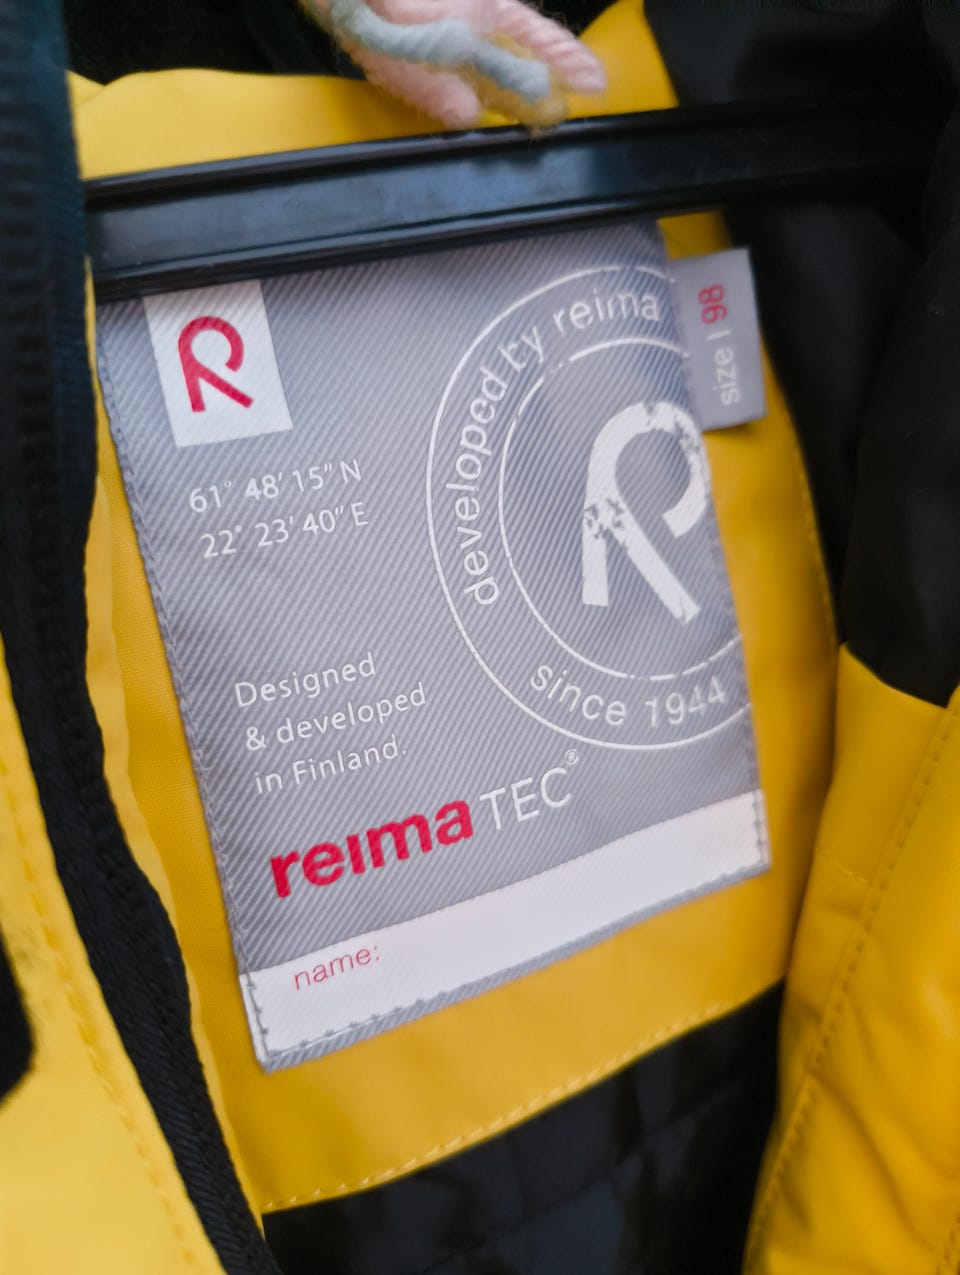 R
61° 48′ 15″ N
22° 23′ 40″ E
developed by reima
R
since 1944
size | 98
Designed
& developed
in Finland.
reima TEC®
name: